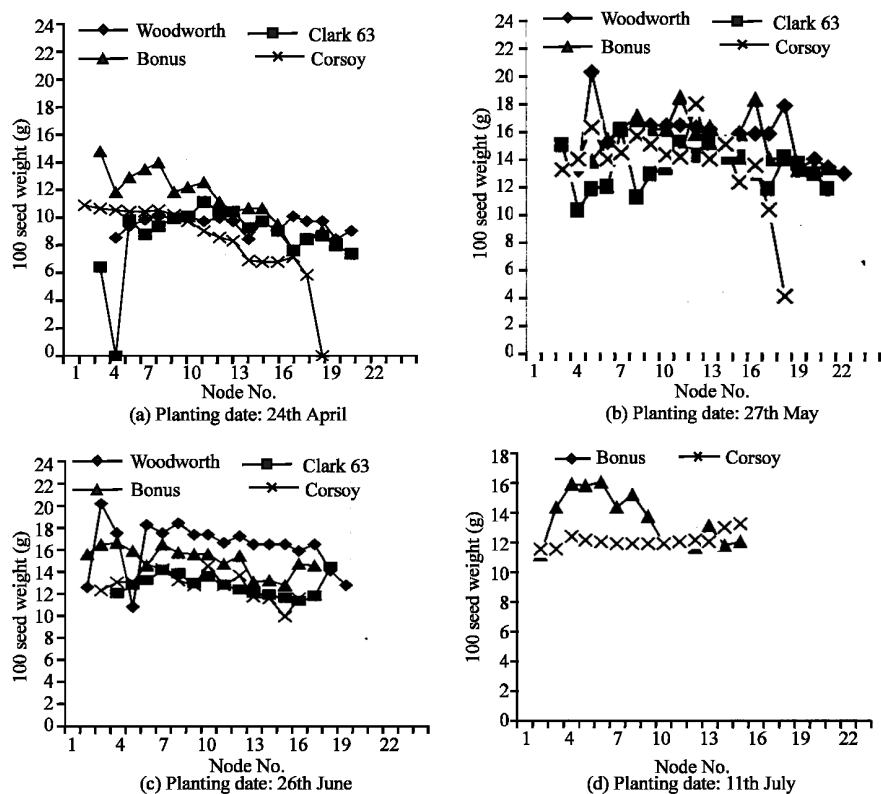 Woodworth
Clark 63
Bonus
Corsoy
100 seed weight (g)
24
22
20
18
16
14
12
10
8
6
4
2
0
1 4 7 10 13 16 19 22
Node No.
(a) Planting date: 24th April
Woodworth
Clark 63
Bonus
Corsoy
100 seed weight (g)
24
22
20
18
16
14
12
10
8
6
4
2
0
1 4 7 10 13 16 19 22
Node No.
(b) Planting date: 27th May
Woodworth
Clark 63
Bonus
Corsoy
100 seed weight (g)
24
22
20
18
16
14
12
10
8
6
4
2
0
1 4 7 10 13 16 19 22
Node No.
(c) Planting date: 26th June
Bonus
Corsoy
100 seed weight (g)
18
16
14
12
10
8
6
4
2
0
1 4 7 10 13 16 19 22
Node No.
(d) Planting date: 11th July